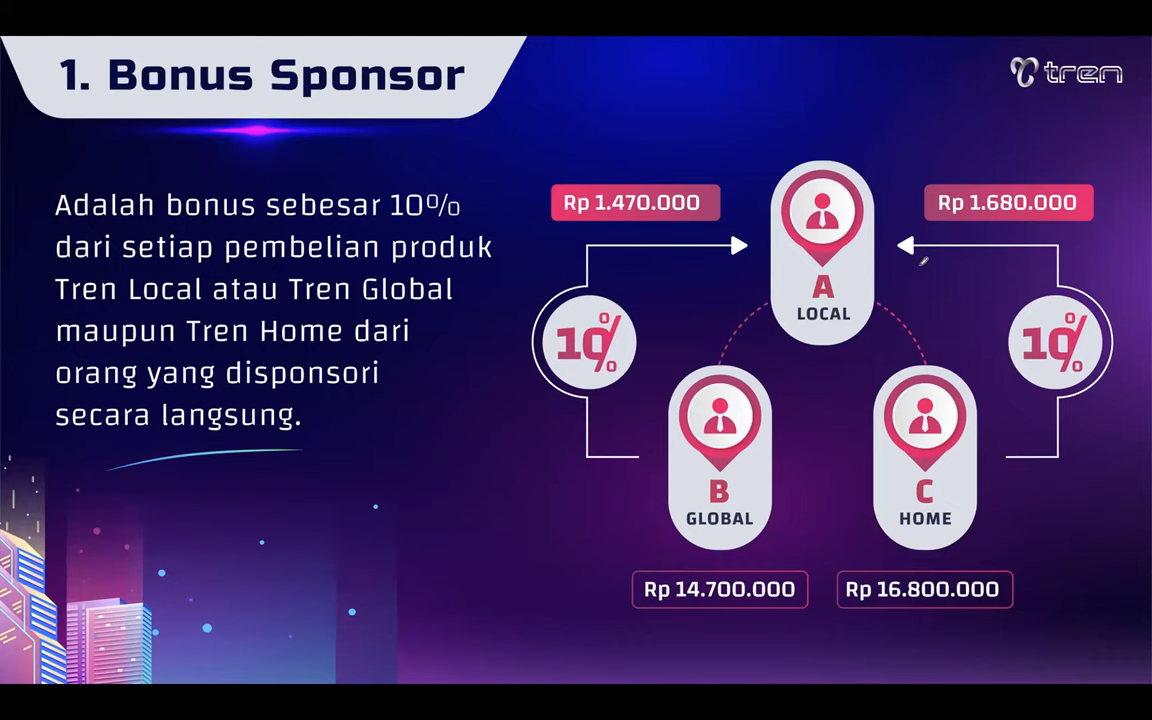 1. Bonus Sponsor
tren
Adalah bonus sebesar 10%
dari setiap pembelian produk
Tren Local atau Tren Global
maupun Tren Home dari
orang yang disponsori
secara langsung.
Rp 1.470.000
Rp 1.680.000
A
LOCAL
10%
10%
B
GLOBAL
C
HOME
Rp 14.700.000
Rp 16.800.000